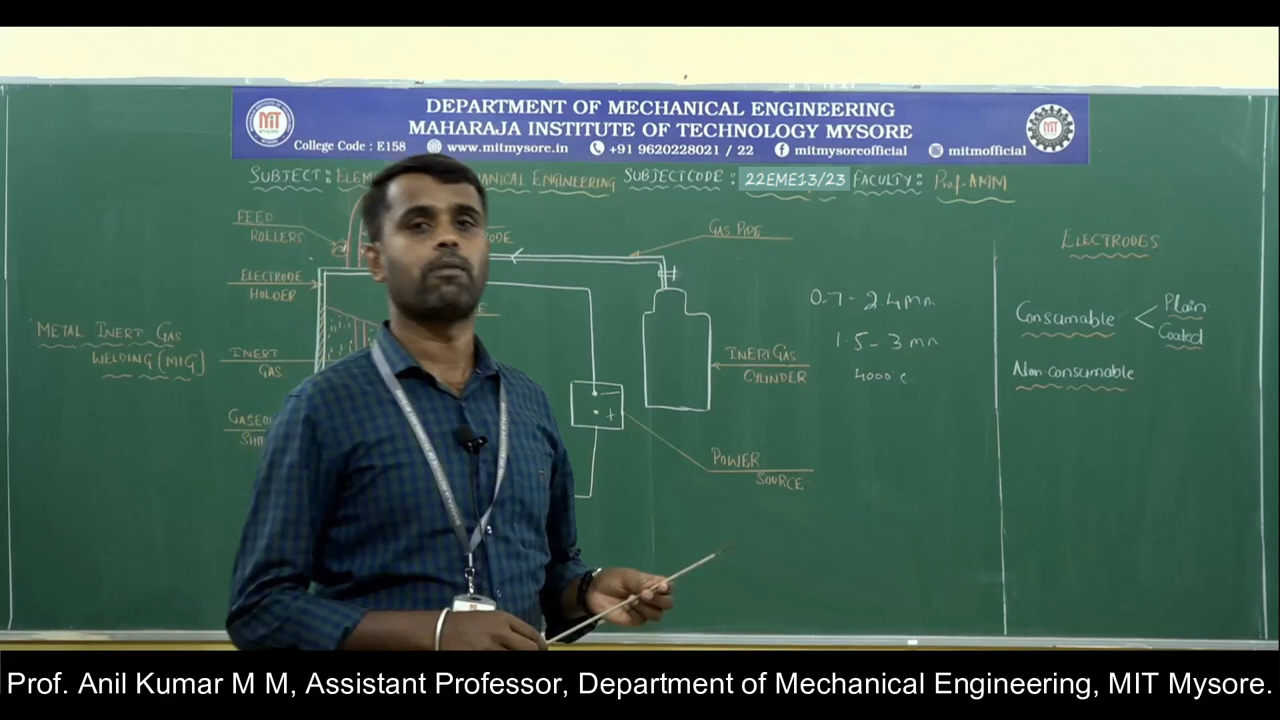 DEPARTMENT OF MECHANICAL ENGINEERING
MAHARAJA INSTITUTE OF TECHNOLOGY MYSORE
College Code : E158 www.mitmysore.in +91 9620228021 / 22 mitmysoreofficial mitmofficial
MIT
MYSORE
MIT
SUBJECT: ENGINEERING SUBJECTCODE: 22EME13/23 FACULTY: Prof. AMM
FEED
ROLLERS
GAS PIPE
ELECTRODES
ELECTRODE
HOLDER
0.7 - 2.4 mm
Consumable
Plain
Coated
METAL INERT GAS
WELDING (MIG)
1.5 - 3 mm
INERT
GAS
INERT GAS
CYLINDER
4000°C.
Non-consumable
- 
+
POWER
SOURCE
Prof. Anil Kumar M M, Assistant Professor, Department of Mechanical Engineering, MIT Mysore.